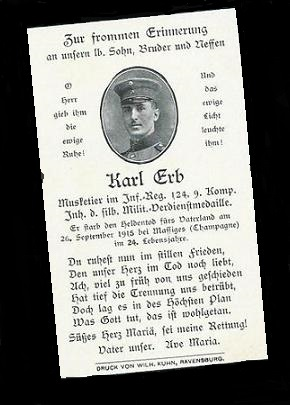 Zur frommen Erinnerung
an unsern lb. Sohn, Bruder und Neffen
O
Herr
gieb ihm
die
ewige
Ruhe!
Und
das
ewige
Licht
leuchte
ihm!
Karl Erb
Musketier im Inf.-Reg. 124, 9. Komp.
Inh. d. silb. Milit.-Verdienstmedaille.
Er starb den Heldentod fürs Vaterland am
26. September 1915 bei Massiges (Champagne)
im 24. Lebensjahre.
Du ruhest nun im stillen Frieden,
Den unser Herz im Tod noch liebt,
Ach, viel zu früh von uns geschieden
Hat tief die Trennung uns betrübt,
Doch lag es in des Höchsten Plan
Was Gott tut, das ist wohlgetan.
Süßes Herz Mariä, sei meine Rettung!
Vater unser. Ave Maria.
DRUCK VON WILH. KUHN, RAVENSBURG.